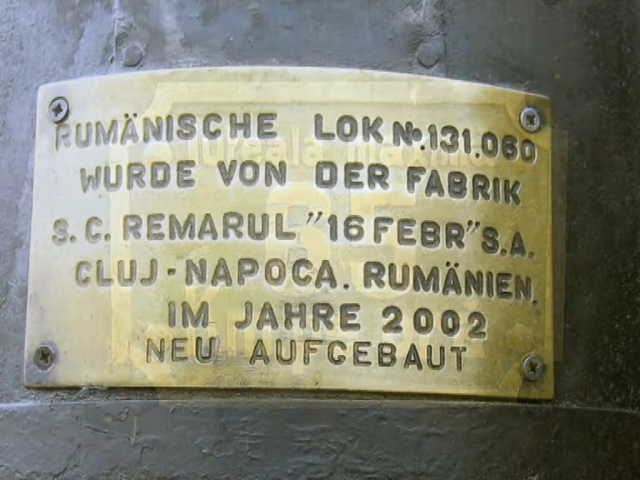 RUMÄNISCHE LOK No.131.060
WURDE VON DER FABRIK
S.C. REMARUL "16 FEBR" S.A.
CLUJ-NAPOCA. RUMÄNIEN.
IM JAHRE 2002
NEU AUFGEBAUT